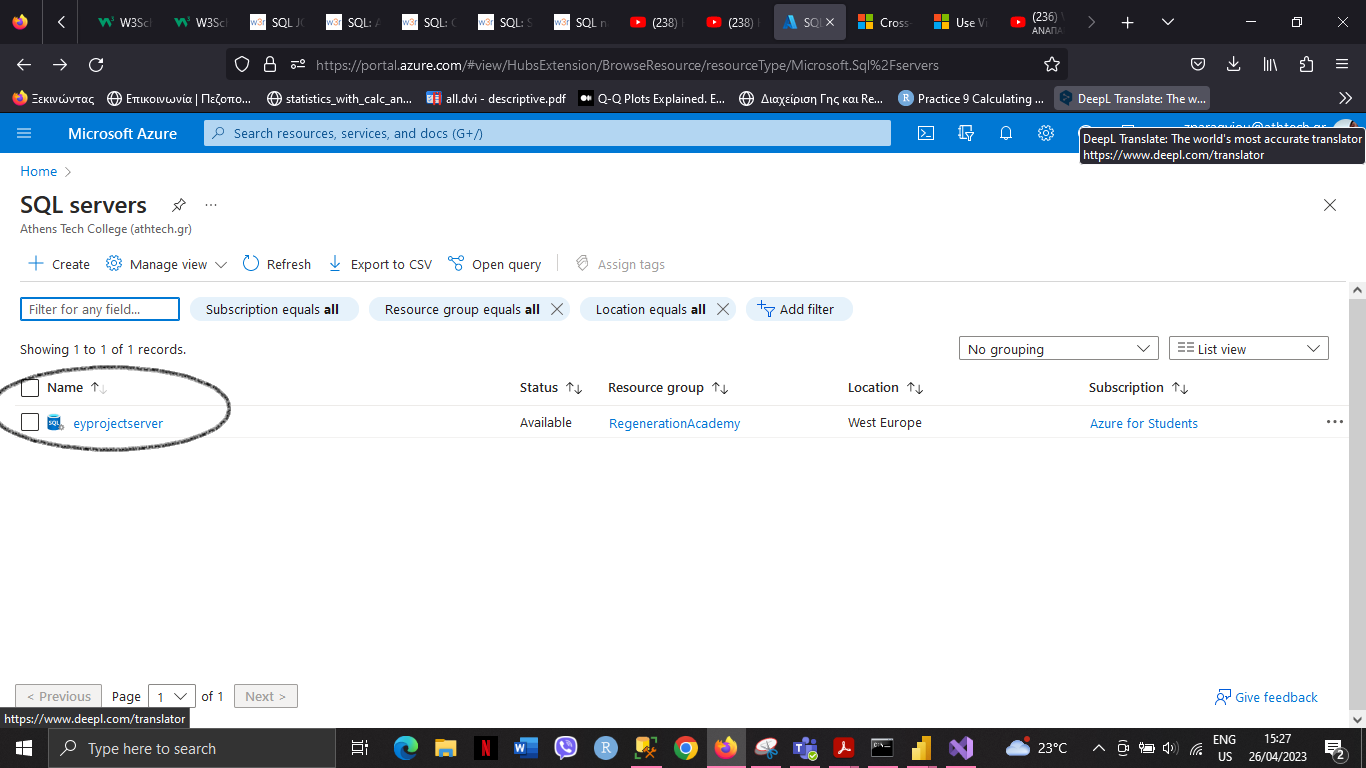 W3Scl
W3Scl
SQL JO
SQL: A
SQL: C
SQL: S
SQL na
(238)
(238)
SQL
Cross
Use Vi
(236)
ΑΝΑΠΑ
https://portal.azure.com/#view/HubsExtension/BrowseResource/resourceType/Microsoft.Sql%2Fservers
Ξεκινώντας
Επικοινωνία | Πεζοπο...
statistics_with_calc_an...
all.dvi - descriptive.pdf
Q-Q Plots Explained. E...
Διαχείριση Γης και Re...
Practice 9 Calculating ...
DeepL Translate: The w...
Microsoft Azure
Search resources, services, and docs (G+/)
DeepL Translate: The world's most accurate translator
https://www.deepl.com/translator
Home
SQL servers
Athens Tech College (athtech.gr)
Create
Manage view
Refresh
Export to CSV
Open query
Assign tags
Filter for any field...
Subscription equals all
Resource group equals all
Location equals all
Add filter
Showing 1 to 1 of 1 records.
No grouping
List view
Name
Status
Resource group
Location
Subscription
SQL
eyprojectserver
Available
RegenerationAcademy
West Europe
Azure for Students
< Previous
Page
1
of 1
Next >
Give feedback
https://www.deepl.com/translator
Type here to search
23°C
ENG
US
15:27
26/04/2023
2